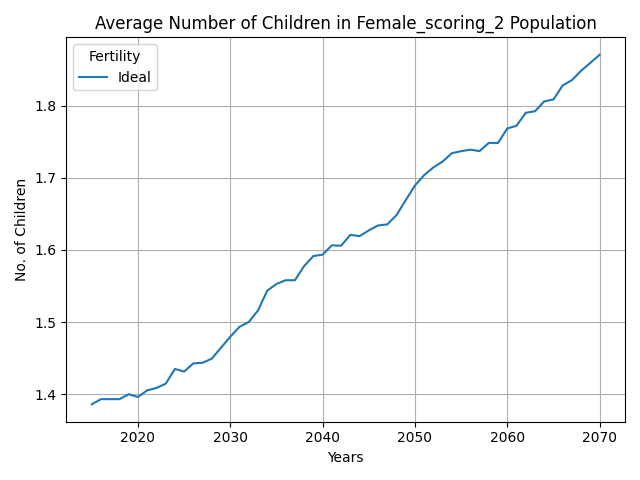 Average Number of Children in Female_scoring_2 Population
Fertility
Ideal
No. of Children
1.8
1.7
1.6
1.5
1.4
2020 2030 2040 2050 2060 2070
Years